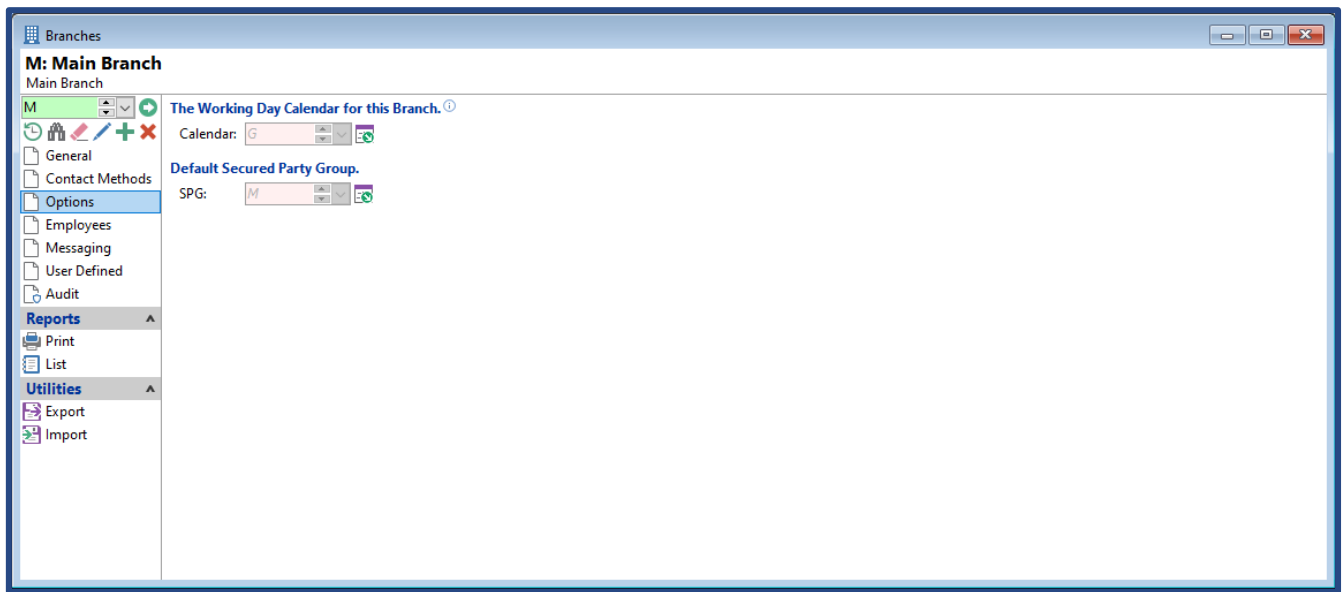 Branches
M: Main Branch
Main Branch
M
The Working Day Calendar for this Branch.
Calendar: G
General
Default Secured Party Group.
Contact Methods
SPG: M
Options
Employees
Messaging
User Defined
Audit
Reports
Print
List
Utilities
Export
Import